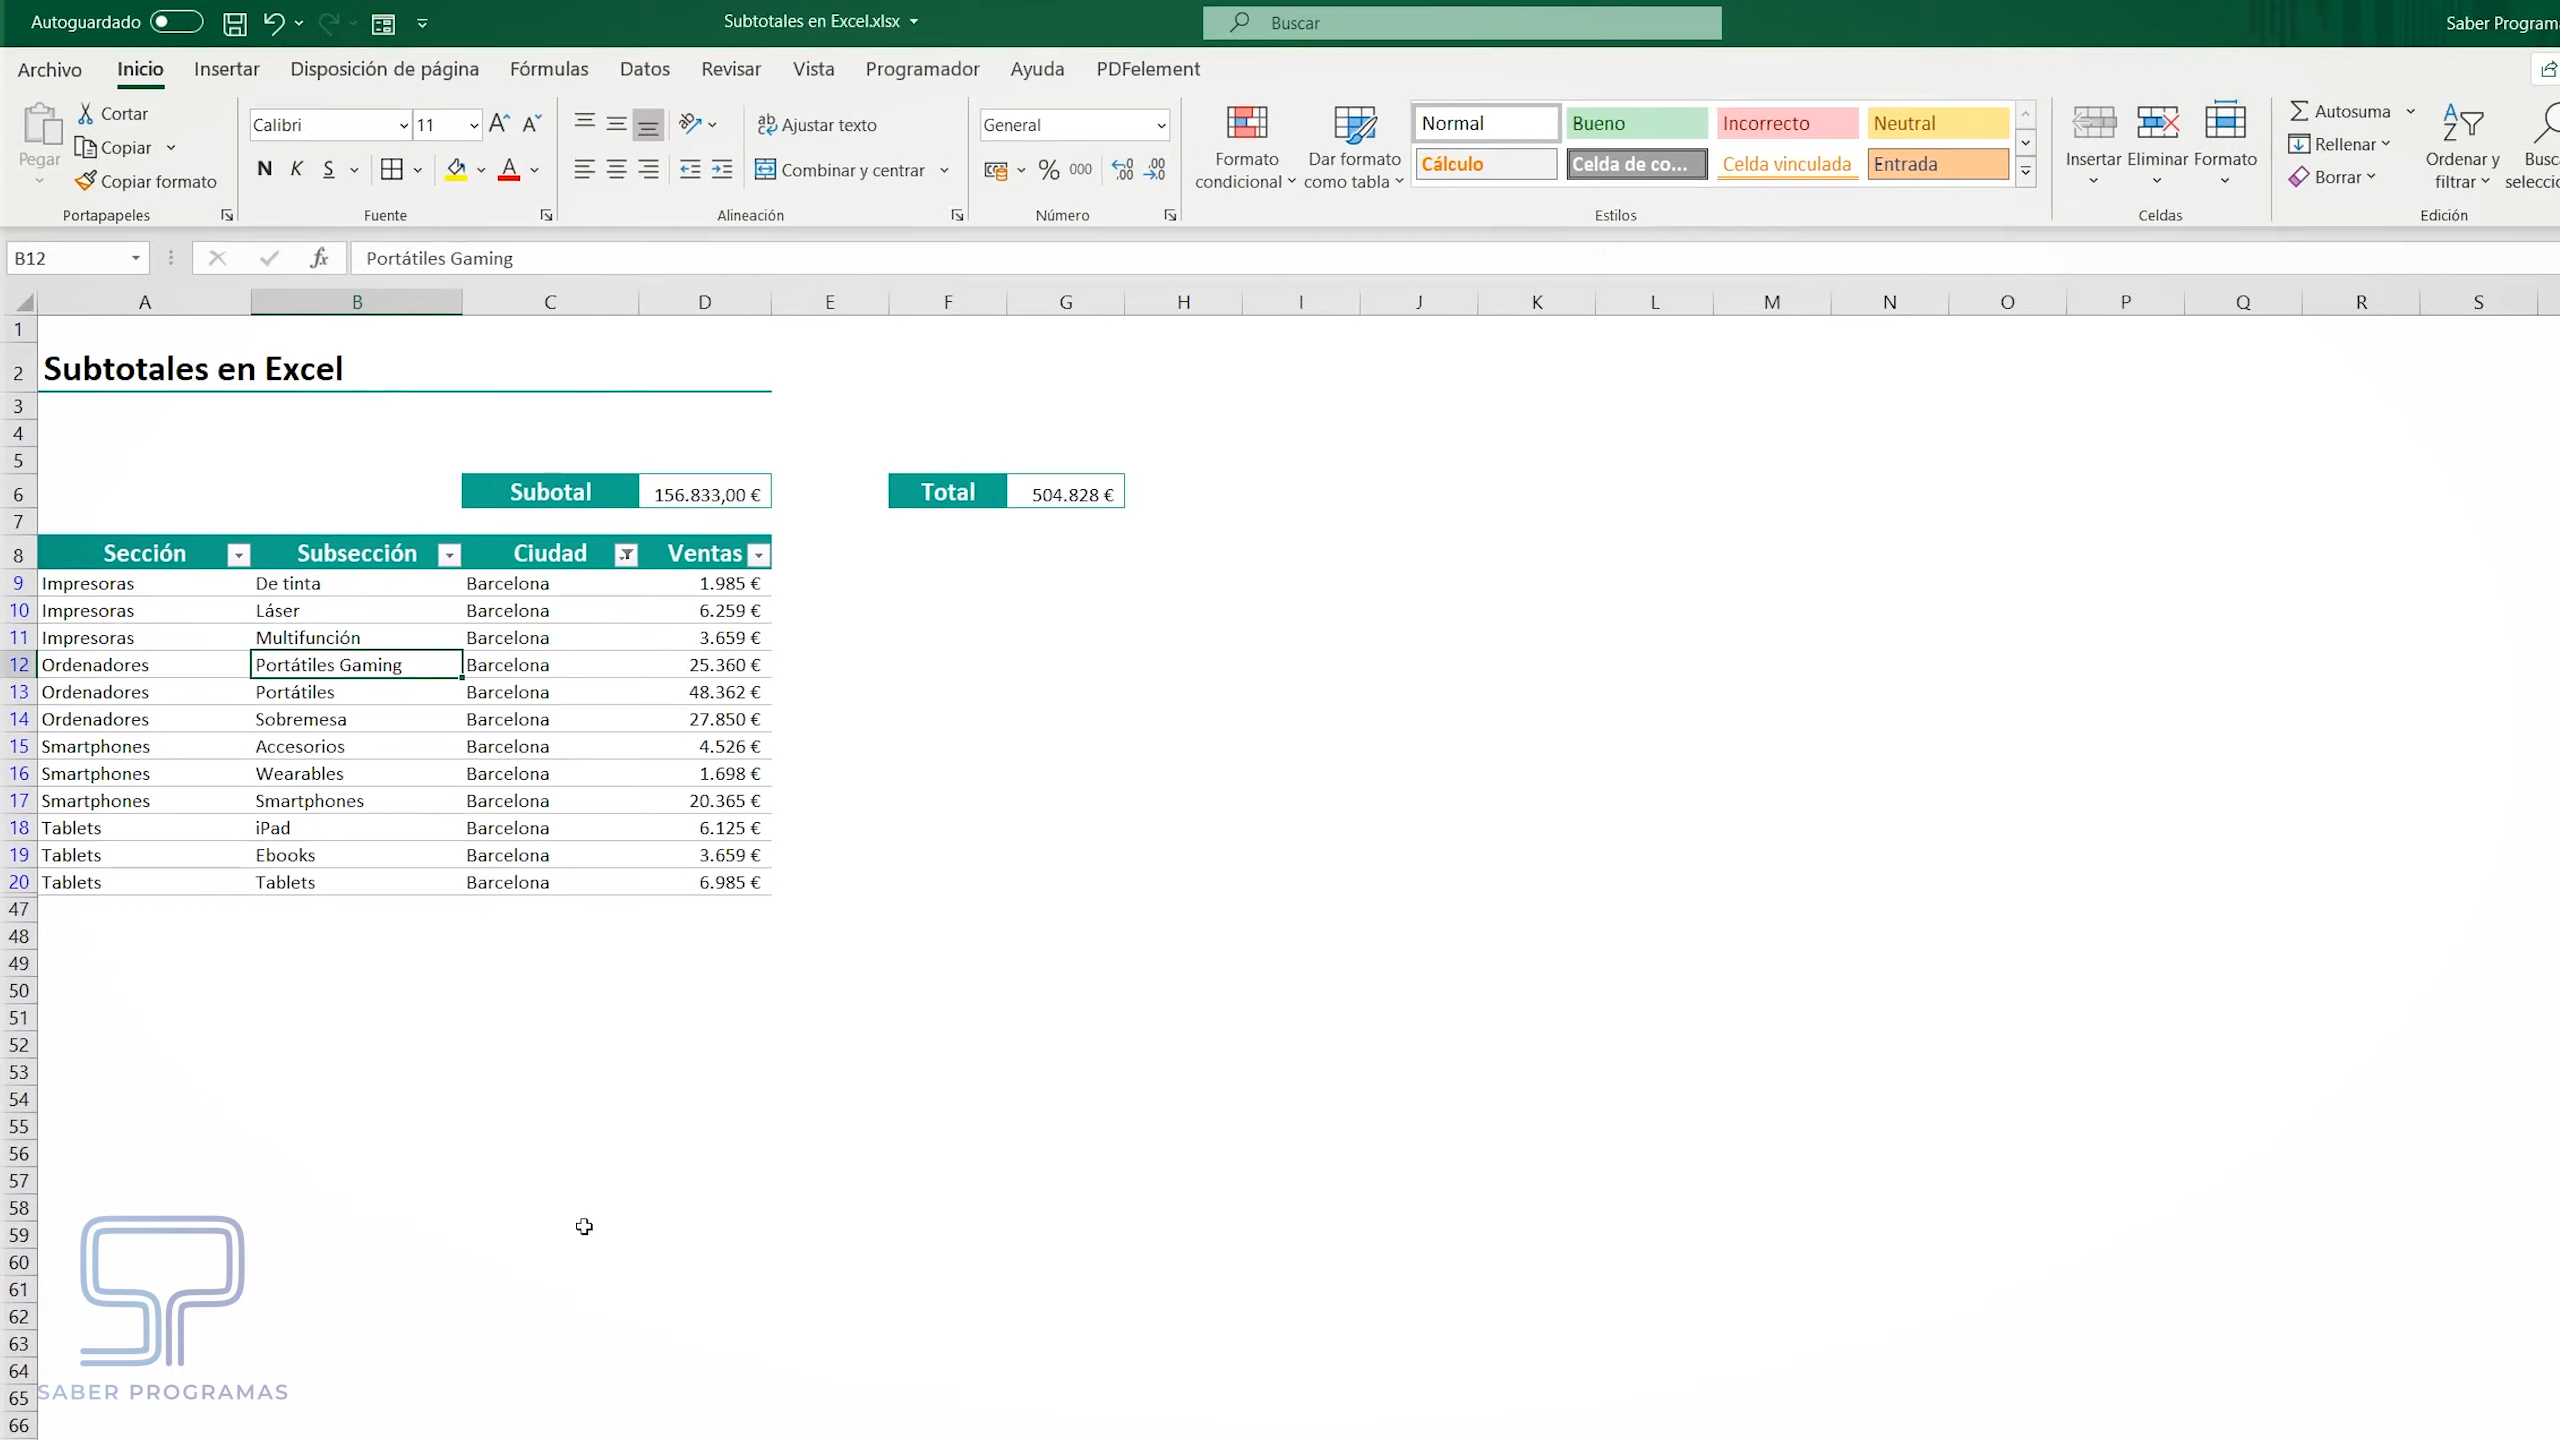 Autoguardado Subtotales en Excel.xlsx Buscar Saber Programa
Archivo Inicio Insertar Disposición de página Fórmulas Datos Revisar Vista Programador Ayuda PDFelement
Pegar Cortar Copiar Copiar formato
Portapapeles
Calibri 11
N K S
Fuente
Ajustar texto
Combinar y centrar
Alineación
General
% 000
Número
Formato condicional
Dar formato como tabla
Normal Bueno Incorrecto Neutral
Cálculo Celda de co... Celda vinculada Entrada
Estilos
Insertar Eliminar Formato
Celdas
Autosuma
Rellenar
Borrar
Ordenar y filtrar
Busc
selecció
Edición
B12 fx Portátiles Gaming
A B C D E F G H I J K L M N O P Q R S
1
2 Subtotales en Excel
3
4
5
6 Subotal 156.833,00 € Total 504.828 €
7
8 Sección Subsección Ciudad Ventas
9 Impresoras De tinta Barcelona 1.985 €
10 Impresoras Láser Barcelona 6.259 €
11 Impresoras Multifunción Barcelona 3.659 €
12 Ordenadores Portátiles Gaming Barcelona 25.360 €
13 Ordenadores Portátiles Barcelona 48.362 €
14 Ordenadores Sobremesa Barcelona 27.850 €
15 Smartphones Accesorios Barcelona 4.526 €
16 Smartphones Wearables Barcelona 1.698 €
17 Smartphones Smartphones Barcelona 20.365 €
18 Tablets iPad Barcelona 6.125 €
19 Tablets Ebooks Barcelona 3.659 €
20 Tablets Tablets Barcelona 6.985 €
47
48
49
50
51
52
53
54
55
56
57
58
59
60
61
62
63
64
65
66
SABER PROGRAMAS